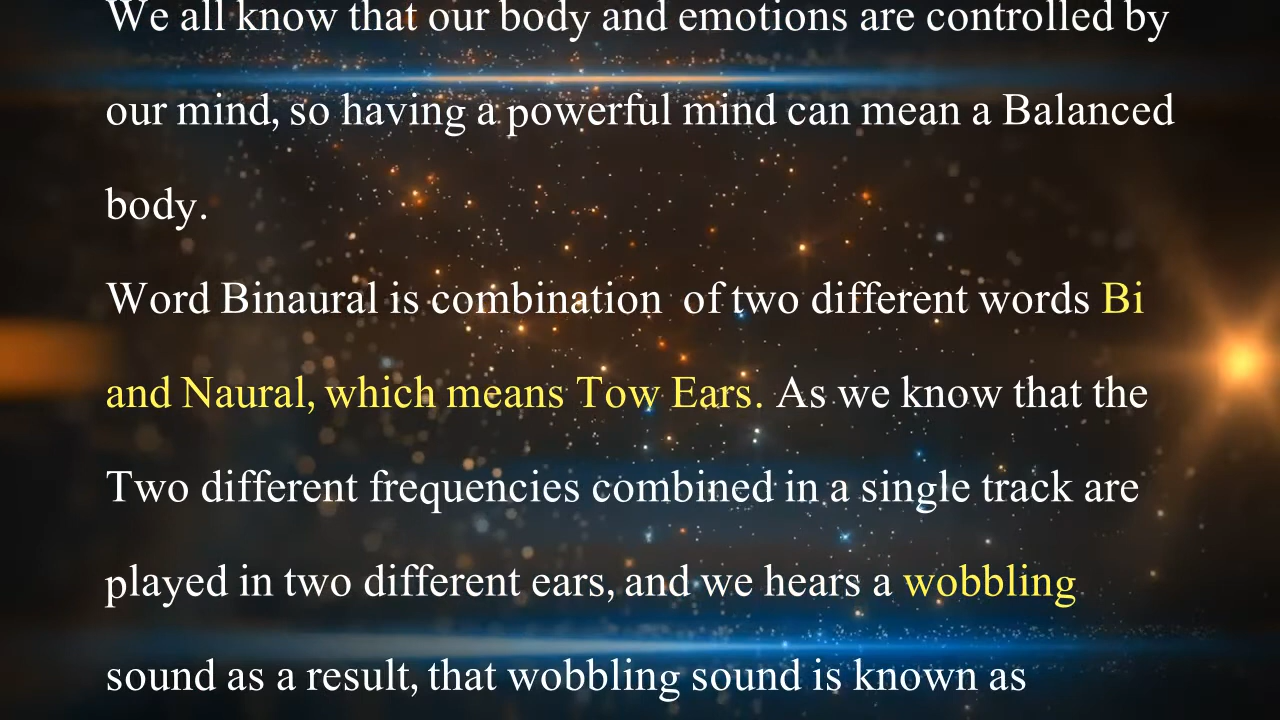 We all know that our body and emotions are controlled by
our mind, so having a powerful mind can mean a Balanced
body.
Word Binaural is combination  of two different words Bi
and Naural, which means Tow Ears. As we know that the
Two different frequencies combined in a single track are
played in two different ears, and we hears a wobbling
sound as a result, that wobbling sound is known as